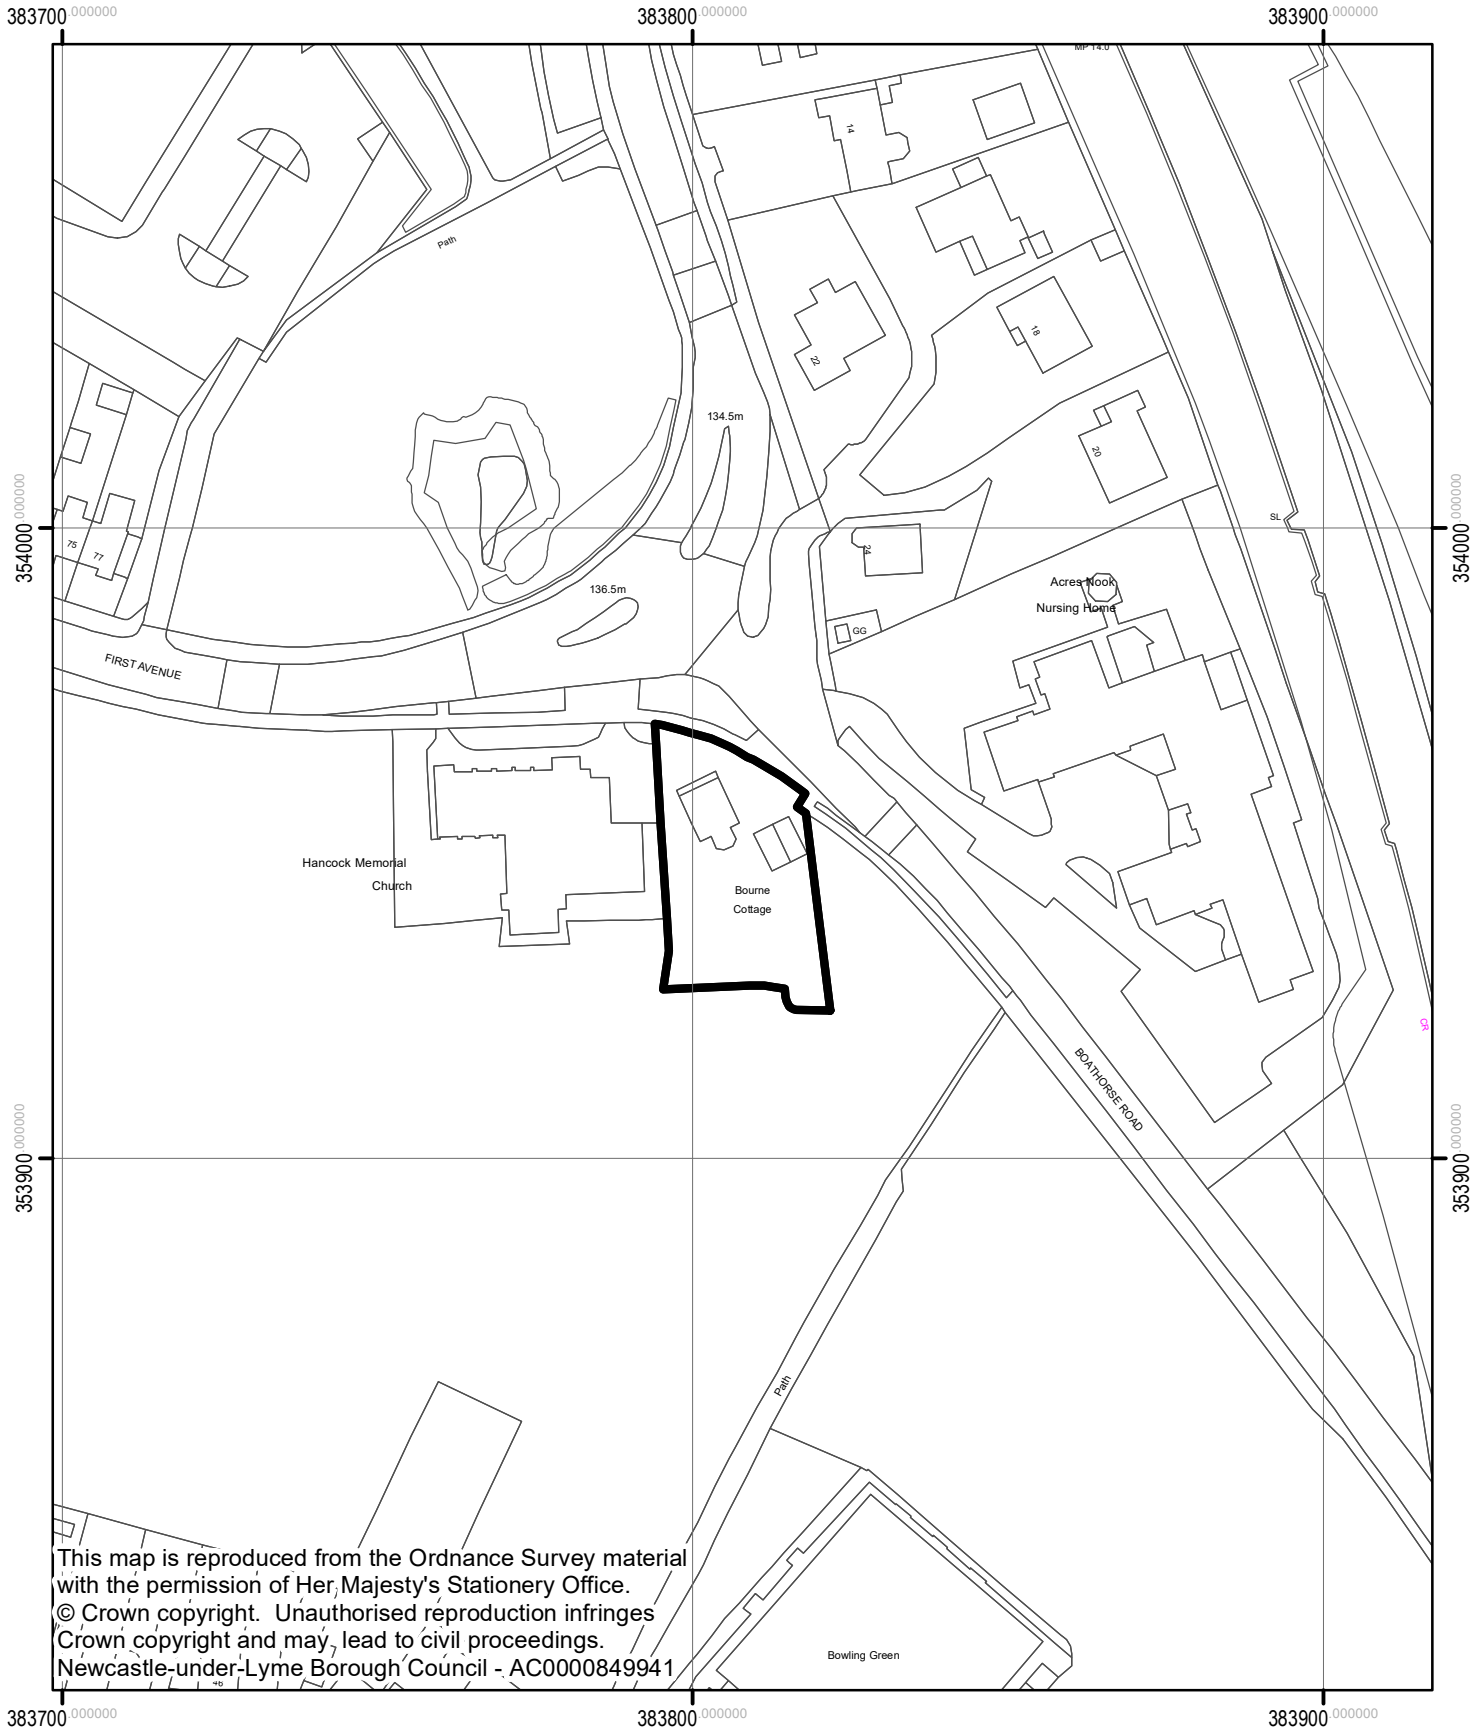 383700.000000
383800.000000
383900.000000
MP 14.0
14
Path
18
22
134.5m
20
354000.000000
354000.000000
SL
75
77
24
136.5m
Acres Nook
Nursing Home
GG
FIRST AVENUE
Hancock Memorial
Church
Bourne
Cottage
CR
BOATHORSE ROAD
353900.000000
353900.000000
Path
This map is reproduced from the Ordnance Survey material
with the permission of Her Majesty's Stationery Office.
© Crown copyright.  Unauthorised reproduction infringes
Crown copyright and may lead to civil proceedings.
Newcastle-under-Lyme Borough Council - AC0000849941
Bowling Green
46
383700.000000
383800.000000
383900.000000